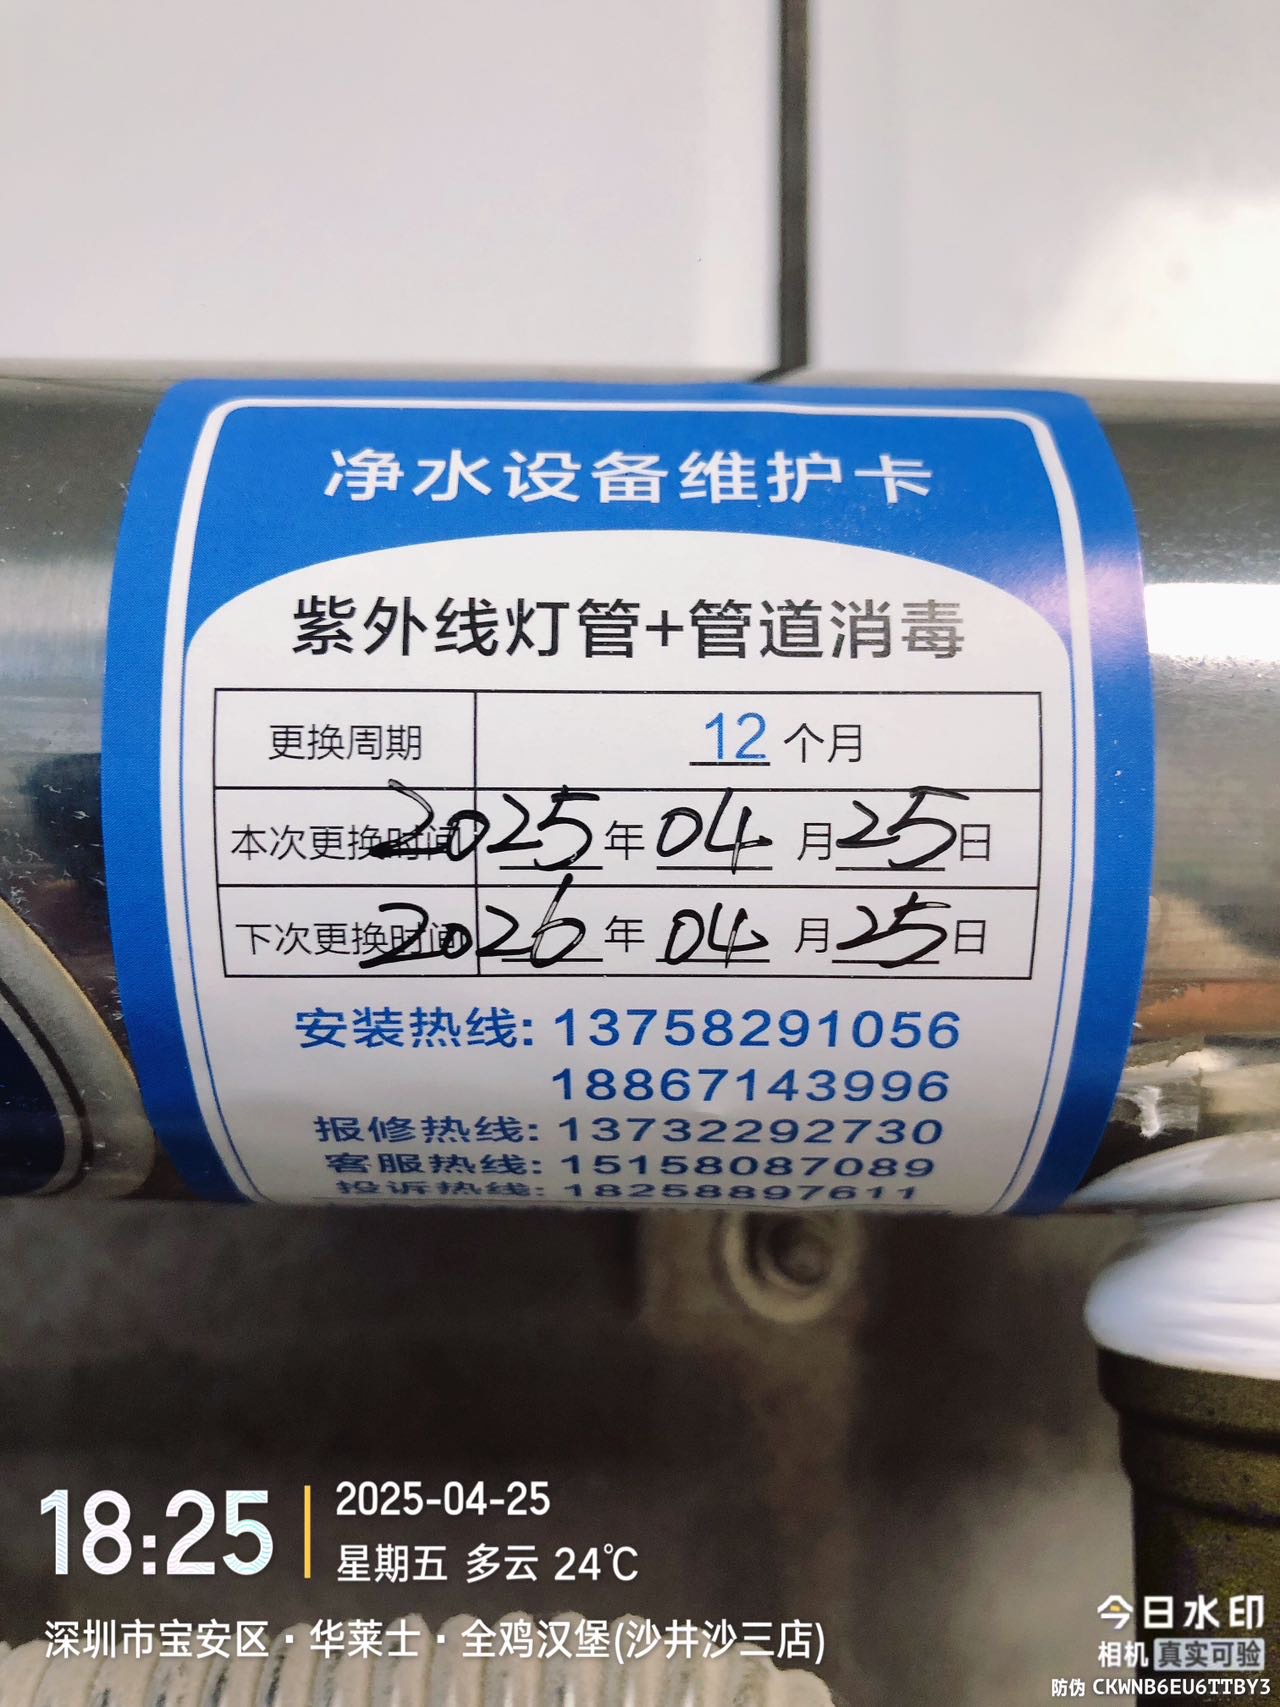 净水设备维护卡
紫外线灯管+管道消毒
更换周期 12 个月
本次更换时间 2025 年 04 月 25 日
下次更换时间 2026 年 04 月 25 日
安装热线: 13758291056
18867143996
报修热线: 13732292730
客服热线: 15158087089
投诉热线: 18258897611
18:25
2025-04-25
星期五 多云 24℃
深圳市宝安区·华莱士·全鸡汉堡(沙井沙三店)
今日水印
相机 真实可验
防伪 CKWNB6EU6TTBY3